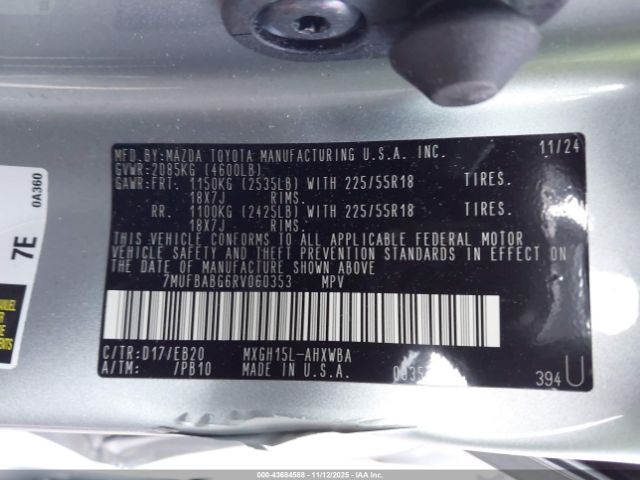 MFD.BY:MAZDA TOYOTA MANUFACTURING U.S.A. INC. 11/24
GVWR:2085KG (4600LB)
GAWR:FRT. 1150KG (2535LB) WITH 225/55R18 TIRES.
18X7J RIMS.
RR. 1100KG (2425LB) WITH 225/55R18 TIRES.
18X7J RIMS.
THIS VEHICLE CONFORMS TO ALL APPLICABLE FEDERAL MOTOR
VEHICLE SAFETY AND THEFT PREVENTION STANDARDS IN EFFECT ON
THE DATE OF MANUFACTURE SHOWN ABOVE.
7MUFBABG6RV060353 MPV
C/TR:D17/EB20 MXGH15L-AHXWBA
A/TM: /PB10 MADE IN U.S.A.
394 U
0A360
7E
000-43684588 - 11/12/2025 - IAAI.COM